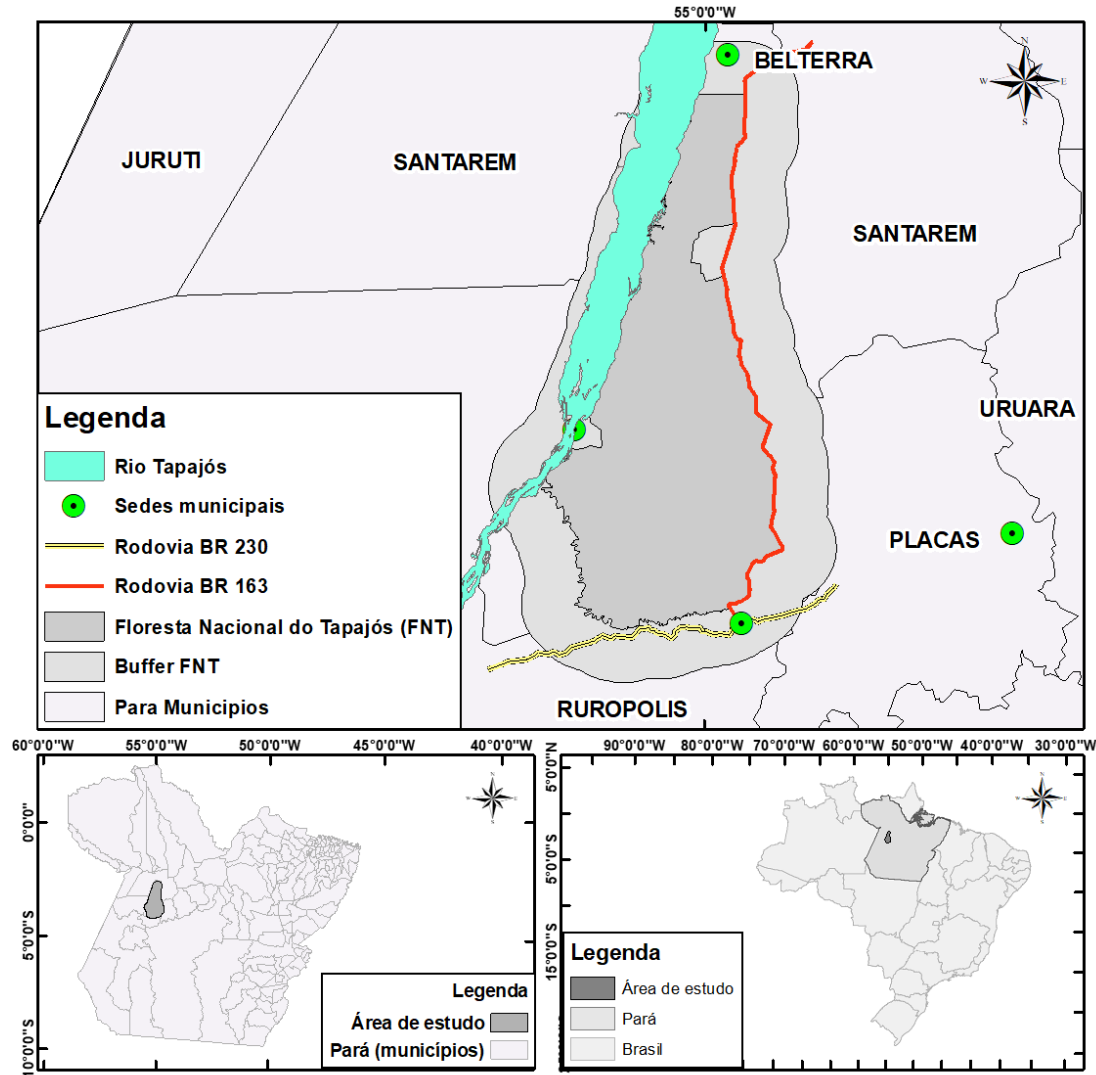 55°0'0"W
BELTERRA
N
W E
S
JURUTI
SANTAREM
SANTAREM
URUARA
PLACAS
RUROPOLIS
Legenda
Rio Tapajós
Sedes municipais
Rodovia BR 230
Rodovia BR 163
Floresta Nacional do Tapajós (FNT)
Buffer FNT
Para Municipios
60°0'0"W 55°0'0"W 50°0'0"W 45°0'0"W 40°0'0"W
0°0'0"
5°0'0"S
10°0'0"S
N
W E
S
Legenda
Área de estudo
Pará (municípios)
90°0'0"W 80°0'0"W 70°0'0"W 60°0'0"W 50°0'0"W 40°0'0"W 30°0'0"W
5°0'0"N
5°0'0"S
15°0'0"S
N
W E
S
Legenda
Área de estudo
Pará
Brasil